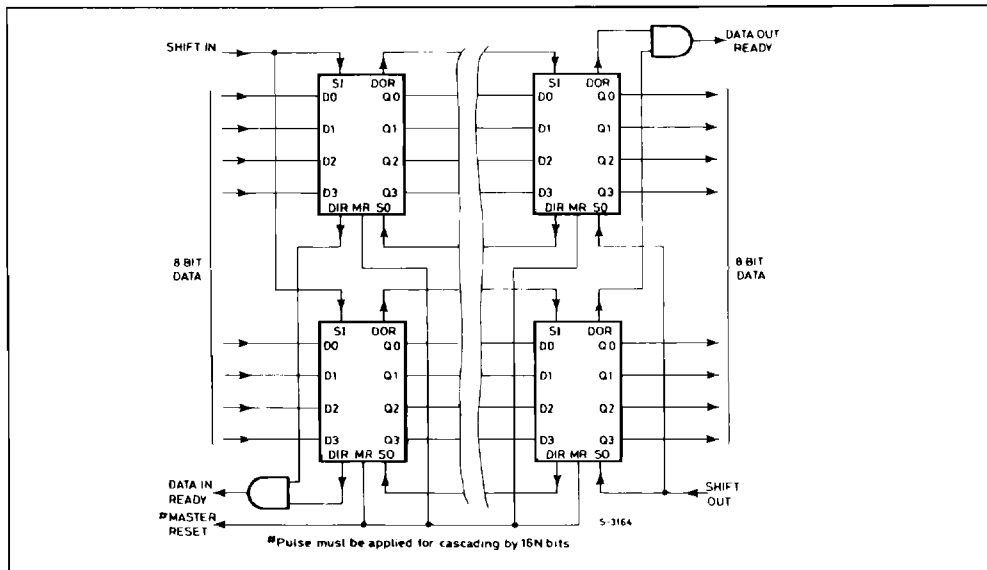 SHIFT IN
DATA OUT
READY
SI DOR
D0 Q0
D1 Q1
D2 Q2
D3 Q3
DIR MR SO
SI DOR
D0 Q0
D1 Q1
D2 Q2
D3 Q3
DIR MR SO
8 BIT
DATA
8 BIT
DATA
SI DOR
D0 Q0
D1 Q1
D2 Q2
D3 Q3
DIR MR SO
SI DOR
D0 Q0
D1 Q1
D2 Q2
D3 Q3
DIR MR SO
DATA IN
READY
SHIFT
OUT
#MASTER
RESET
S-3164
#Pulse must be applied for cascading by 16N bits